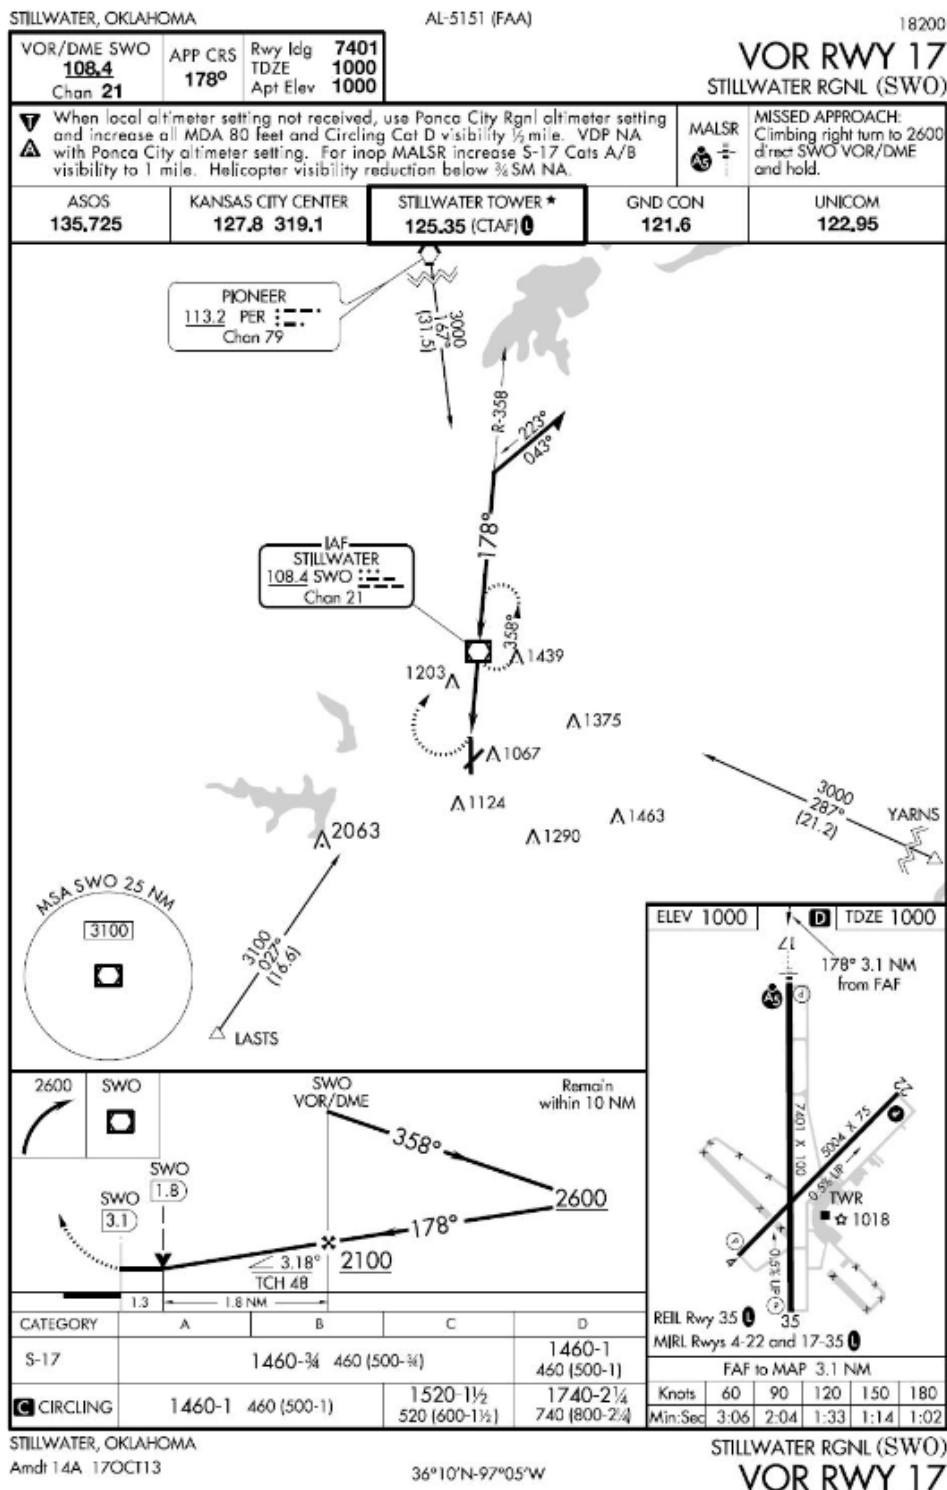 STILLWATER, OKLAHOMA
AL-5151 (FAA)
18200
VOR/DME SWO
108.4
Chan 21
APP CRS
178°
Rwy ldg 7401
TDZE 1000
Apt Elev 1000
VOR RWY 17
STILLWATER RGNL (SWO)
T
A
When local altimeter setting not received, use Ponca City Rgnl altimeter setting
and increase all MDA 80 feet and Circling Cat D visibility ½ mile. VDP NA
with Ponca City altimeter setting. For inop MALSR increase S-17 Cats A/B
visibility to 1 mile. Helicopter visibility reduction below ¾ SM NA.
MALSR
A5
MISSED APPROACH:
Climbing right turn to 2600
direct SWO VOR/DME
and hold.
ASOS
135.725
KANSAS CITY CENTER
127.8 319.1
STILLWATER TOWER ★
125.35 (CTAF) L
GND CON
121.6
UNICOM
122.95
PIONEER
113.2 PER
Chan 79
3000
167°
(31.5)
R-358
223°
043°
178°
IAF
STILLWATER
108.4 SWO
Chan 21
358°
1439
1203
1375
1067
1124
1463
1290
2063
3000
287°
(21.2)
YARNS
MSA SWO 25 NM
3100
3100
027°
(16.6)
LASTS
ELEV 1000
D
TDZE 1000
17
178° 3.1 NM
from FAF
A5
P
7401 X 100
22
5004 X 75
0.5% UP
TWR
1018
4
P
0.5% UP
P
35
REIL Rwy 35 L
MIRL Rwys 4-22 and 17-35 L
2600
SWO
SWO
VOR/DME
Remain
within 10 NM
358°
2600
178°
SWO
1.8
SWO
3.1
2100
3.18°
TCH 48
1.3
1.8 NM
CATEGORY A B C D
S-17 1460-¾ 460 (500-¾) 1460-1
460 (500-1)
C CIRCLING 1460-1 460 (500-1) 1520-1½ 1740-2¼
520 (600-1½) 740 (800-2¼)
FAF to MAP 3.1 NM
Knots 60 90 120 150 180
Min:Sec 3:06 2:04 1:33 1:14 1:02
STILLWATER, OKLAHOMA
Amdt 14A 17OCT13
36°10'N-97°05'W
STILLWATER RGNL (SWO)
VOR RWY 17